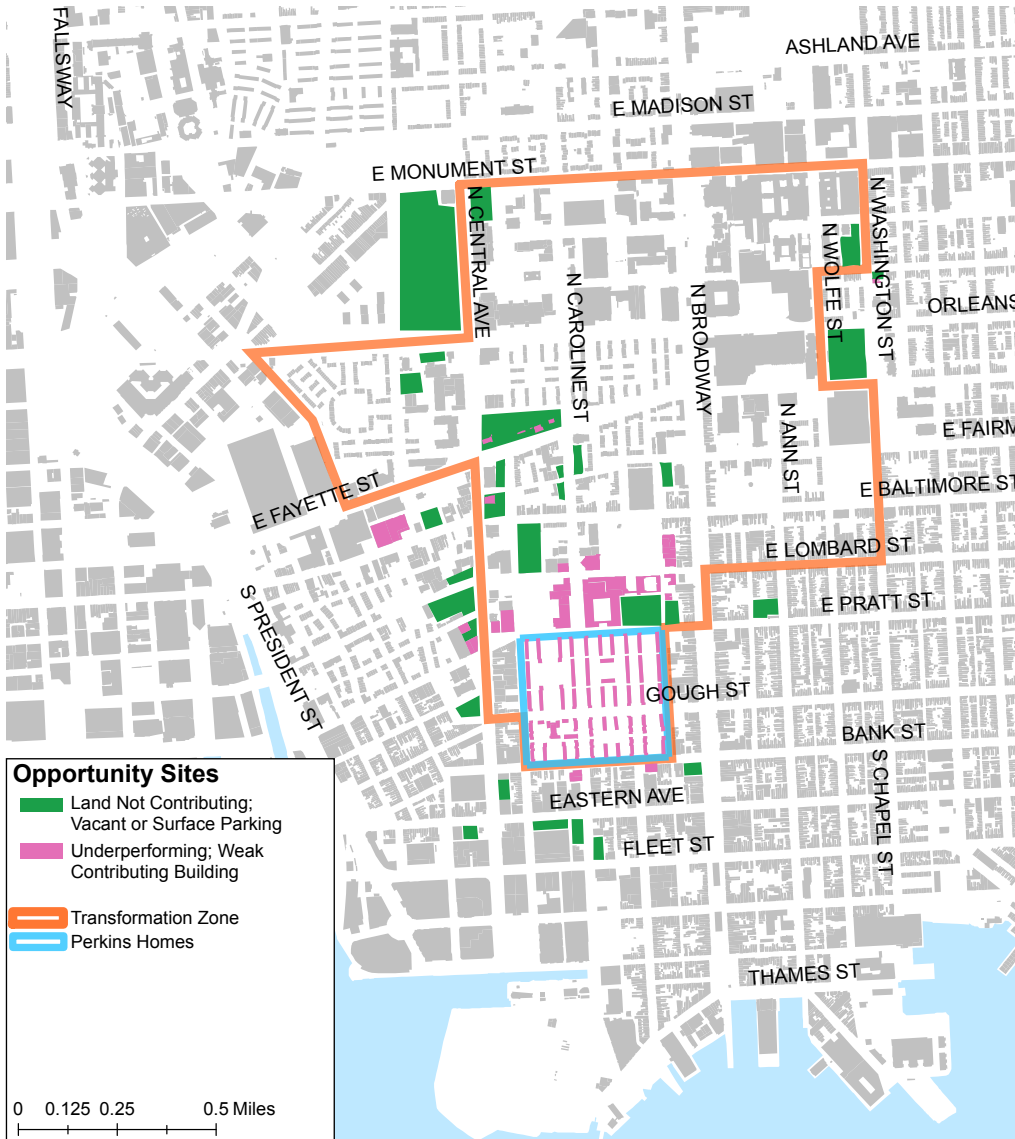 FALLSWAY
ASHLAND AVE
E MADISON ST
E MONUMENT ST
N CENTRAL AVE
N WASHINGTON ST
N WOLFE ST
N CAROLINE ST
N BROADWAY
ORLEANS
N ANN ST
E FAIRM
E FAYETTE ST
E BALTIMORE ST
E LOMBARD ST
S PRESIDENT ST
E PRATT ST
GOUGH ST
BANK ST
S CHAPEL ST
EASTERN AVE
FLEET ST
THAMES ST
Opportunity Sites
Land Not Contributing;
Vacant or Surface Parking
Underperforming; Weak
Contributing Building
Transformation Zone
Perkins Homes
0 0.125 0.25 0.5 Miles